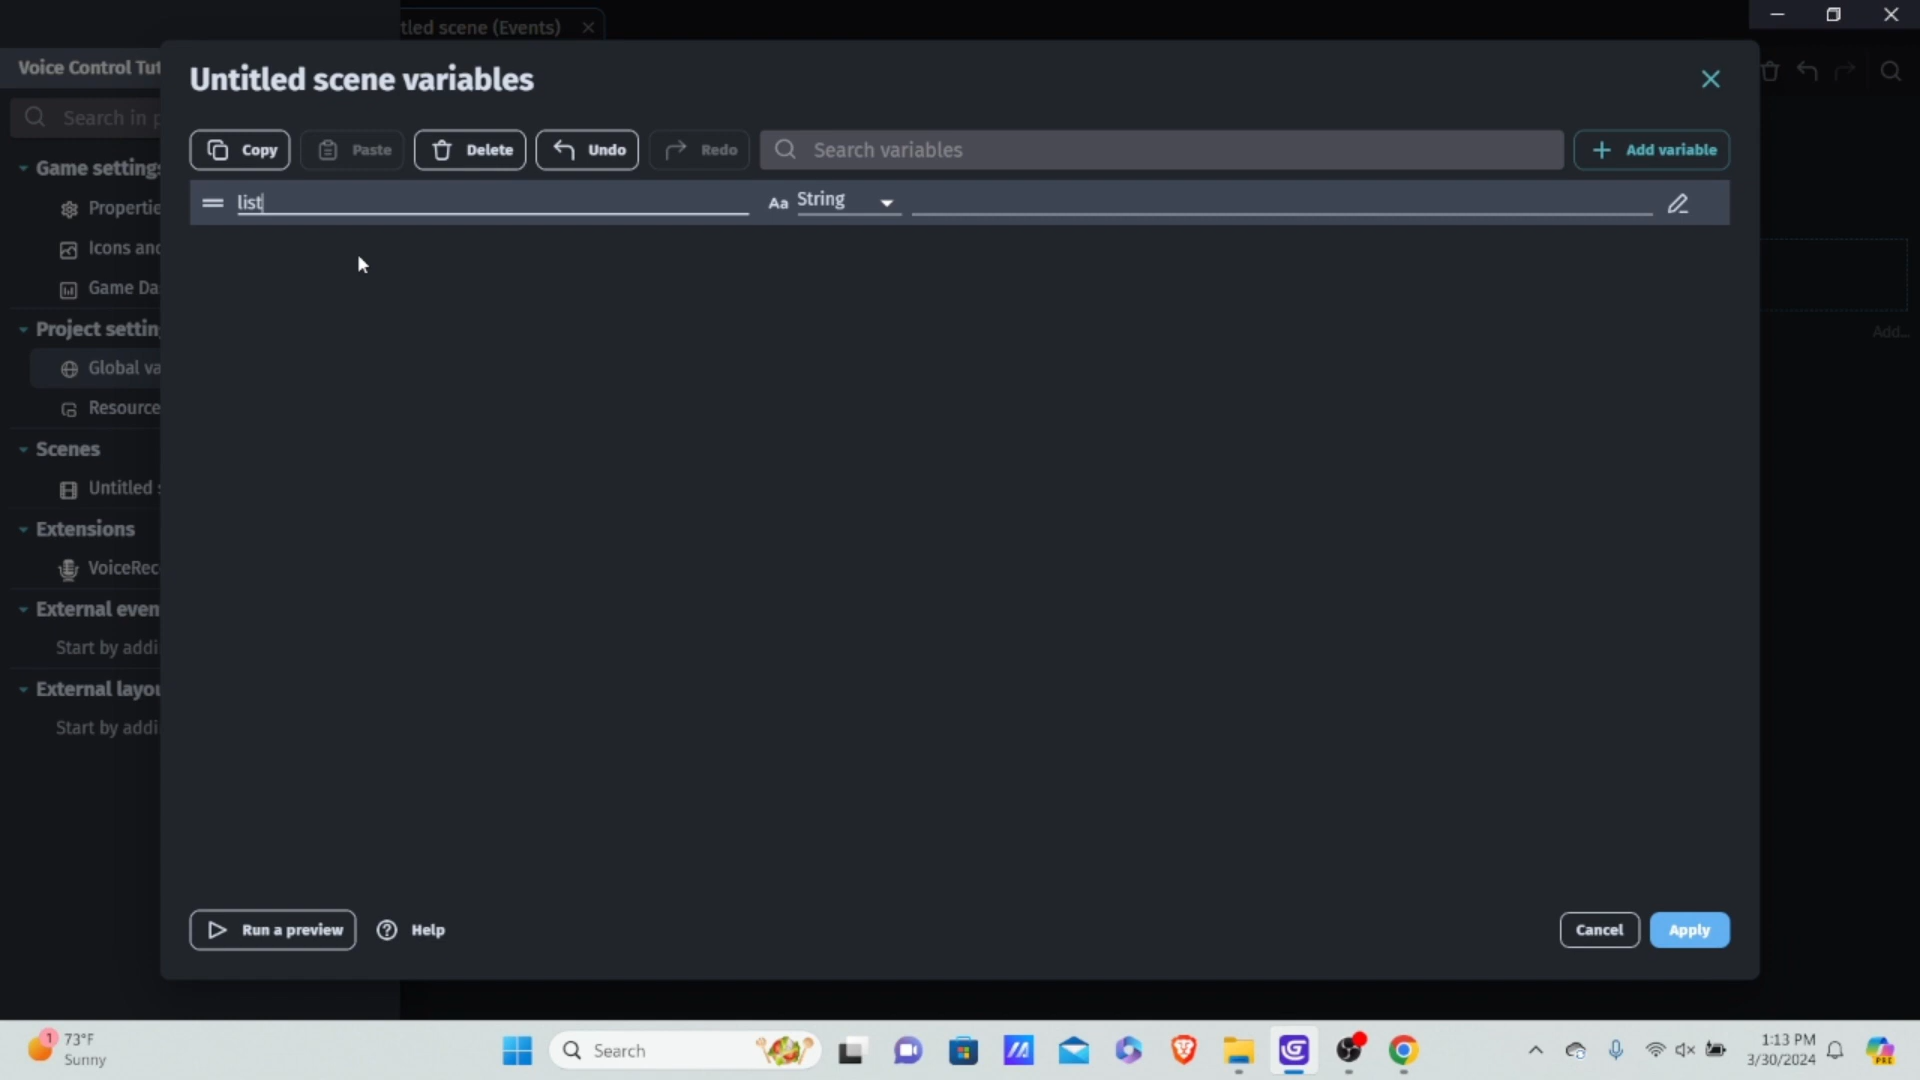 tled scene (Events)
Voice Control Tut
Untitled scene variables
Search in p
Copy
Paste
Delete
Undo
Redo
Search variables
Add variable
list
Aa String
Game settings
Propertie
Icons and
Game Da
Project settin
Global va
Resource
Scenes
Untitled s
Extensions
VoiceRec
External even
Start by addi
External layou
Start by addi
Add...
Run a preview
Help
Cancel
Apply
1
73°F
Sunny
Search
1:13 PM
3/30/2024
PRE